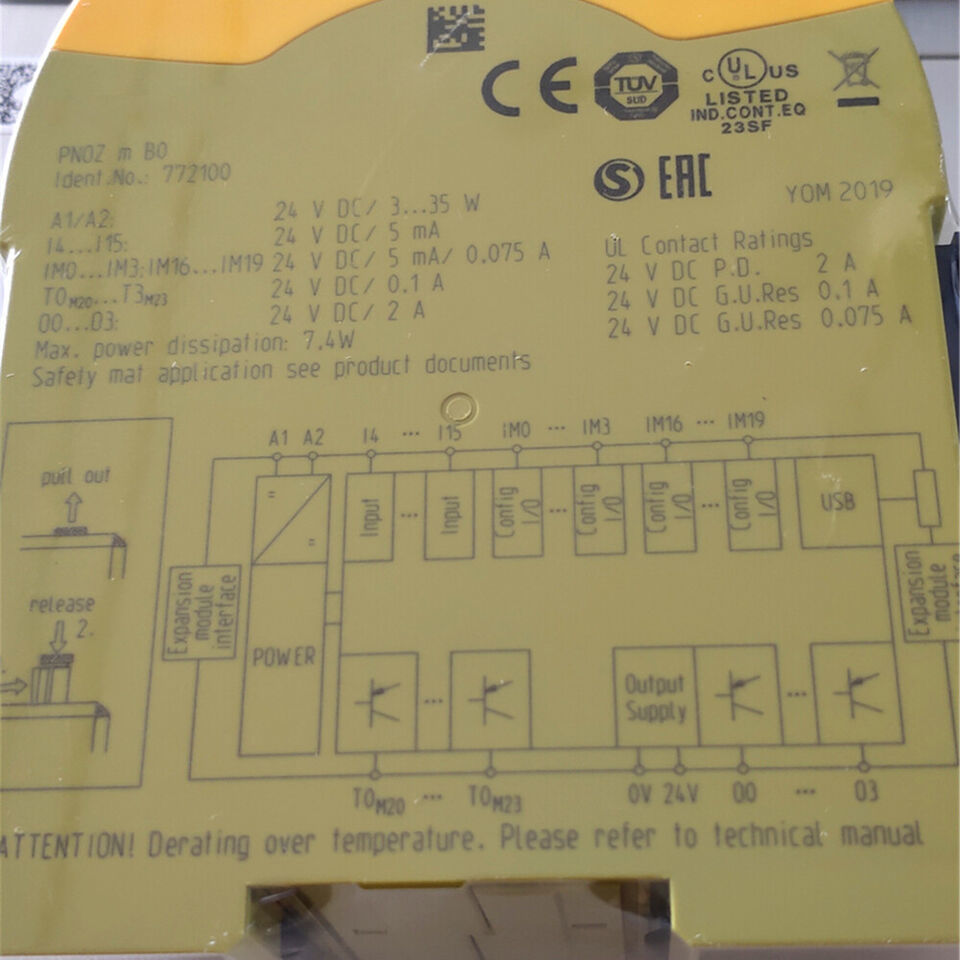 CE
TÜV
SÜD
c UL US
LISTED
IND.CONT.EQ
23SF
S
EAC
YOM 2019
PNOZ m B0
Ident.No.: 772100
A1/A2: 24 V DC/ 3...35 W
I4...I15: 24 V DC/ 5 mA
IM0...IM3;IM16...IM19 24 V DC/ 5 mA/ 0.075 A
T0M20...T3M23 24 V DC/ 0.1 A
O0...O3: 24 V DC/ 2 A
Max. power dissipation: 7.4W
Safety mat application see product documents
UL Contact Ratings
24 V DC P.D. 2 A
24 V DC G.U.Res 0.1 A
24 V DC G.U.Res 0.075 A
pull out
release
2.
A1 A2 I4 ... I15 IM0 ... IM3 IM16 ... IM19
= =
Input ... Input Config I/O ... Config I/O Config I/O ... Config I/O USB
Expansion module interface
POWER
Expansion module
Output Supply
... ...
T0M20 ... T0M23 0V 24V O0 ... O3
ATTENTION! Derating over temperature. Please refer to technical manual